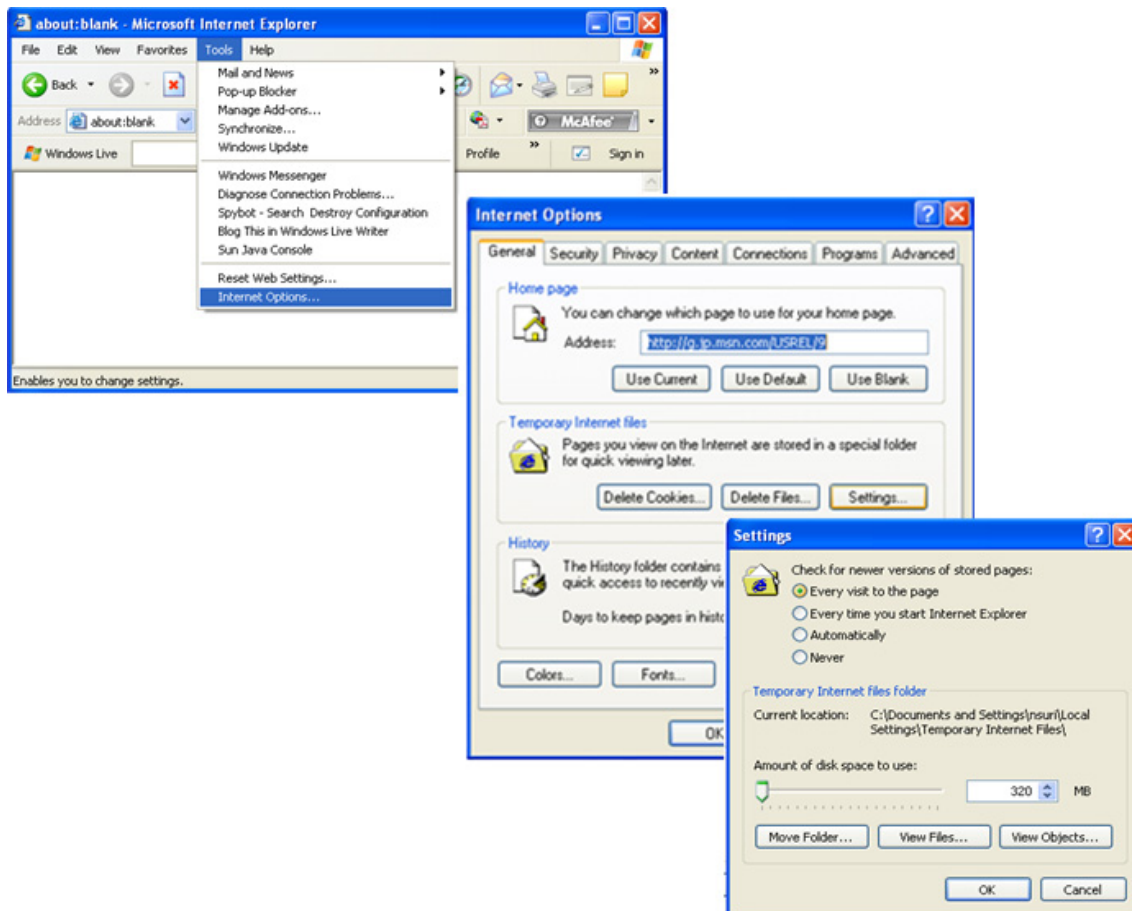 about:blank - Microsoft Internet Explorer
File Edit View Favorites Tools Help
Back
Address about:blank
McAfee
Windows Live
Profile
Sign in
Mail and News
Pop-up Blocker
Manage Add-ons...
Synchronize...
Windows Update
Windows Messenger
Diagnose Connection Problems...
Spybot - Search Destroy Configuration
Blog This in Windows Live Writer
Sun Java Console
Reset Web Settings...
Internet Options...
Enables you to change settings.
Internet Options
General Security Privacy Content Connections Programs Advanced
Home page
You can change which page to use for your home page.
Address: http://g.jp.msn.com/USREL/9
Use Current Use Default Use Blank
Temporary Internet files
Pages you view on the Internet are stored in a special folder
for quick viewing later.
Delete Cookies... Delete Files... Settings...
History
The History folder contains
quick access to recently
Days to keep pages in
Colors... Fonts...
OK
Settings
Check for newer versions of stored pages:
Every visit to the page
Every time you start Internet Explorer
Automatically
Never
Temporary Internet files folder
Current location: C:\Documents and Settings\nsuri\Local
Settings\Temporary Internet Files\
Amount of disk space to use:
320 MB
Move Folder... View Files... View Objects...
OK Cancel